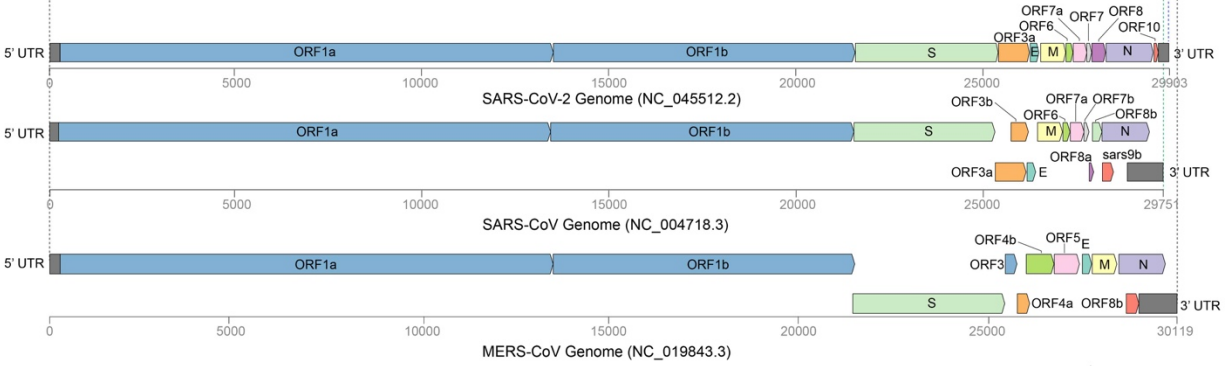 ORF7a ORF7 ORF8
ORF6 ORF10
5' UTR ORF1a ORF1b S ORF3a E M N 3' UTR
0 5000 10000 15000 20000 25000 29903
SARS-CoV-2 Genome (NC_045512.2)
ORF3b ORF7a ORF7b
ORF6 ORF8b
5' UTR ORF1a ORF1b S M N
ORF8a sars9b
ORF3a E 3' UTR
0 5000 10000 15000 20000 25000 29751
SARS-CoV Genome (NC_004718.3)
ORF4b ORF5 E
5' UTR ORF1a ORF1b ORF3 M N
S ORF4a ORF8b 3' UTR
0 5000 10000 15000 20000 25000 30119
MERS-CoV Genome (NC_019843.3)